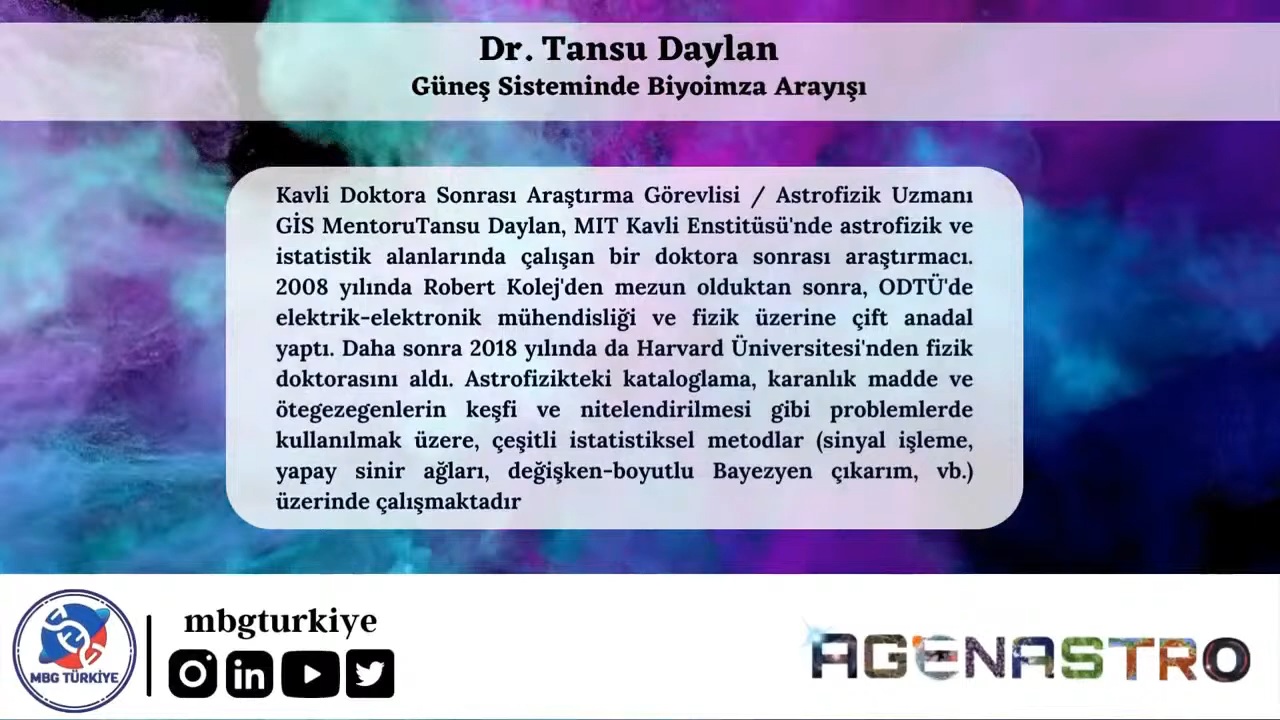 Dr. Tansu Daylan
Güneş Sisteminde Biyoimza Arayışı
Kavli Doktora Sonrası Araştırma Görevlisi / Astrofizik Uzmanı
GİS MentoruTansu Daylan, MIT Kavli Enstitüsü'nde astrofizik ve
istatistik alanlarında çalışan bir doktora sonrası araştırmacı.
2008 yılında Robert Kolej'den mezun olduktan sonra, ODTÜ'de
elektrik-elektronik mühendisliği ve fizik üzerine çift anadal
yaptı. Daha sonra 2018 yılında da Harvard Üniversitesi'nden fizik
doktorasını aldı. Astrofizikteki kataloglama, karanlık madde ve
ötegezegenlerin keşfi ve nitelendirilmesi gibi problemlerde
kullanılmak üzere, çeşitli istatistiksel metodlar (sinyal işleme,
yapay sinir ağları, değişken-boyutlu Bayezyen çıkarım, vb.)
üzerinde çalışmaktadır
MBG TÜRKİYE
mbgturkiye
in
AGENASTRO